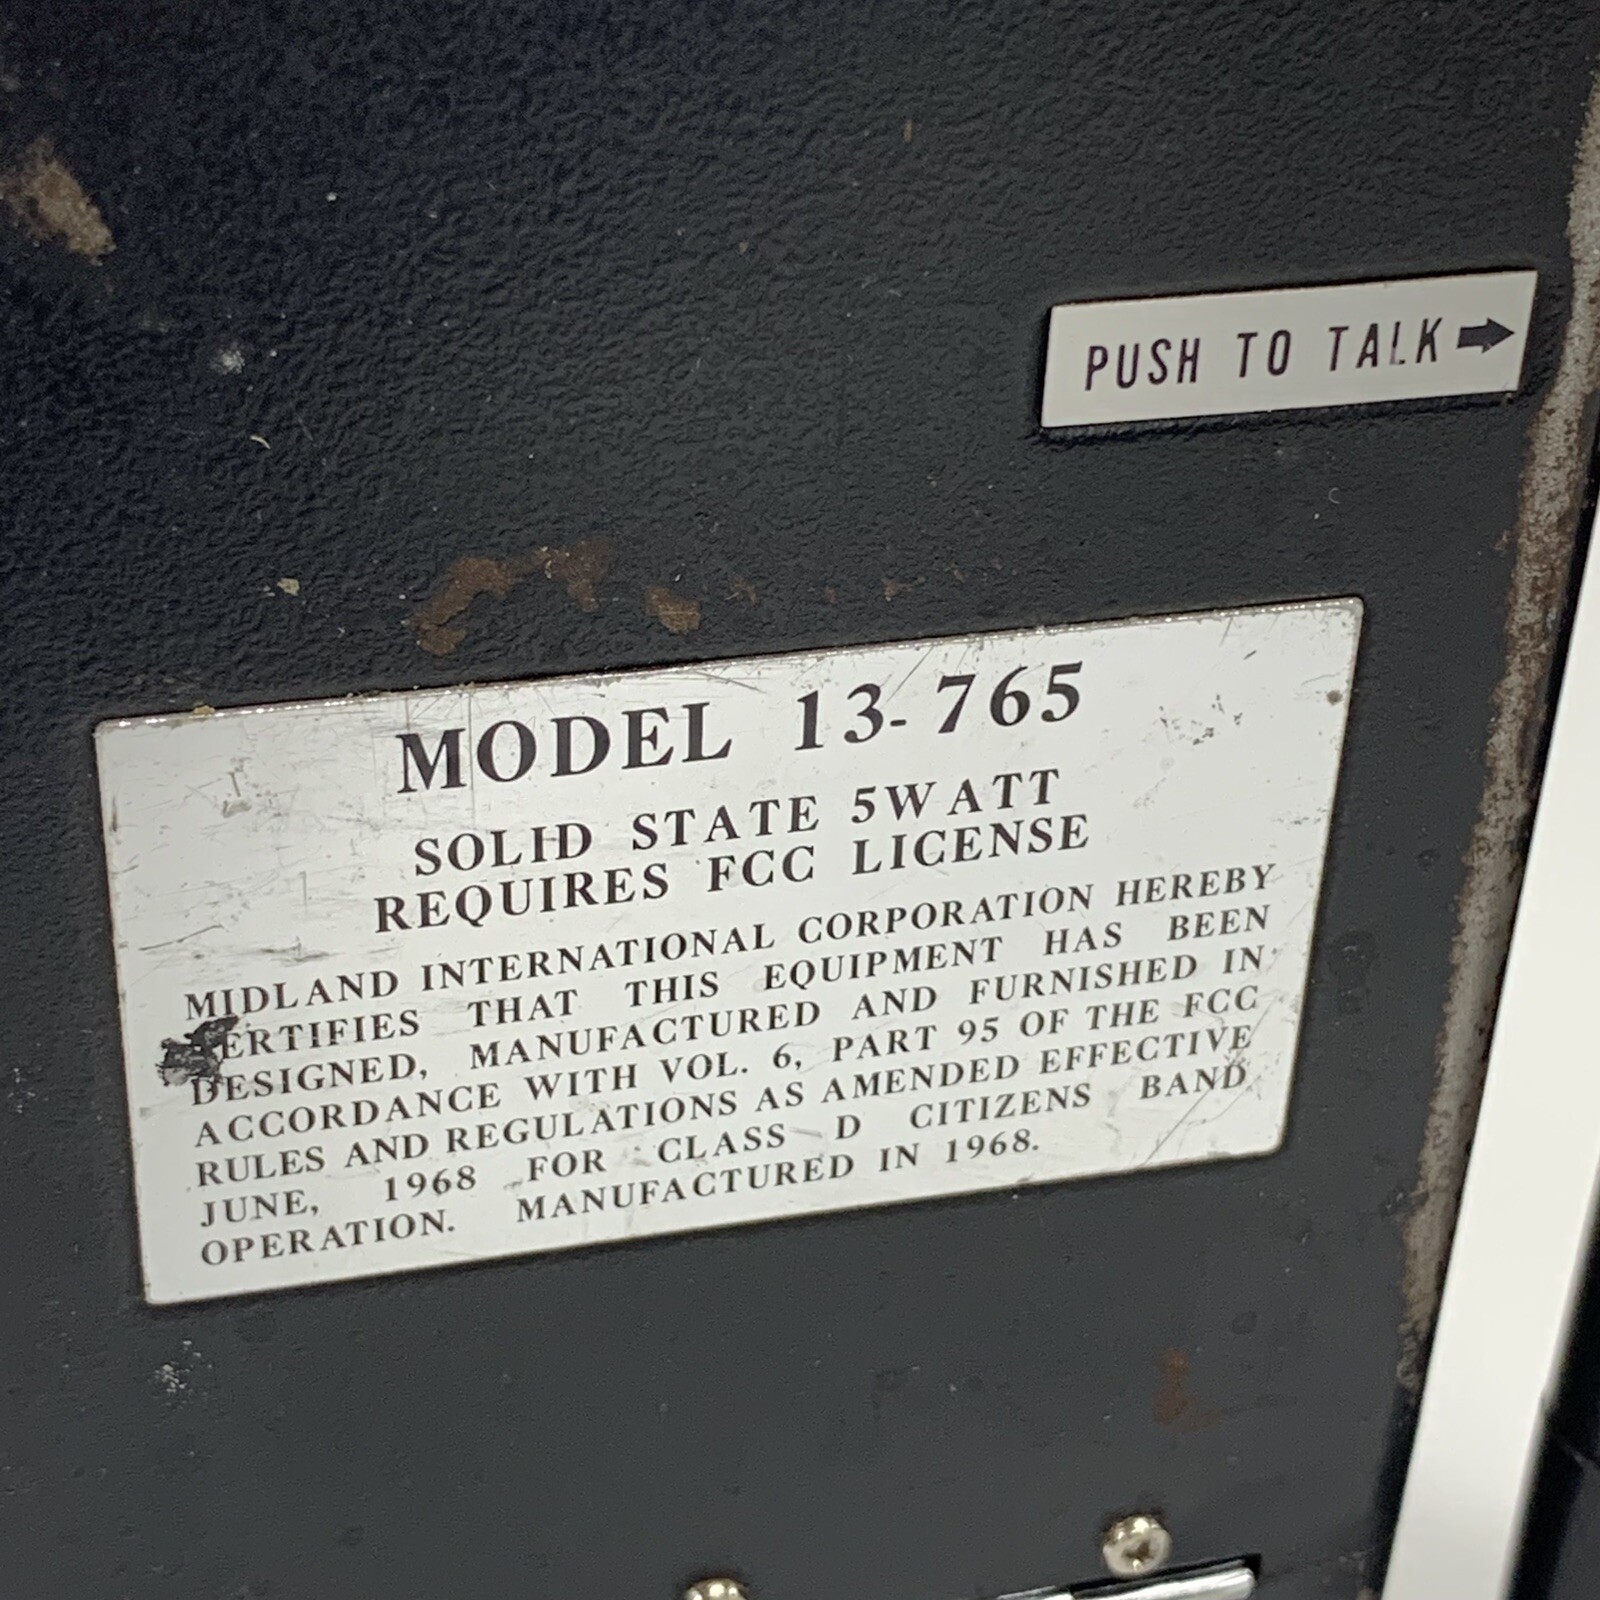 PUSH TO TALK
MODEL 13-765
SOLID STATE 5WATT
REQUIRES FCC LICENSE
MIDLAND INTERNATIONAL CORPORATION HEREBY
ERTIFIES THAT THIS EQUIPMENT HAS BEEN
DESIGNED, MANUFACTURED AND FURNISHED IN
ACCORDANCE WITH VOL. 6, PART 95 OF THE FCC
RULES AND REGULATIONS AS AMENDED EFFECTIVE
JUNE, 1968 FOR CLASS D CITIZENS BAND
OPERATION. MANUFACTURED IN 1968.